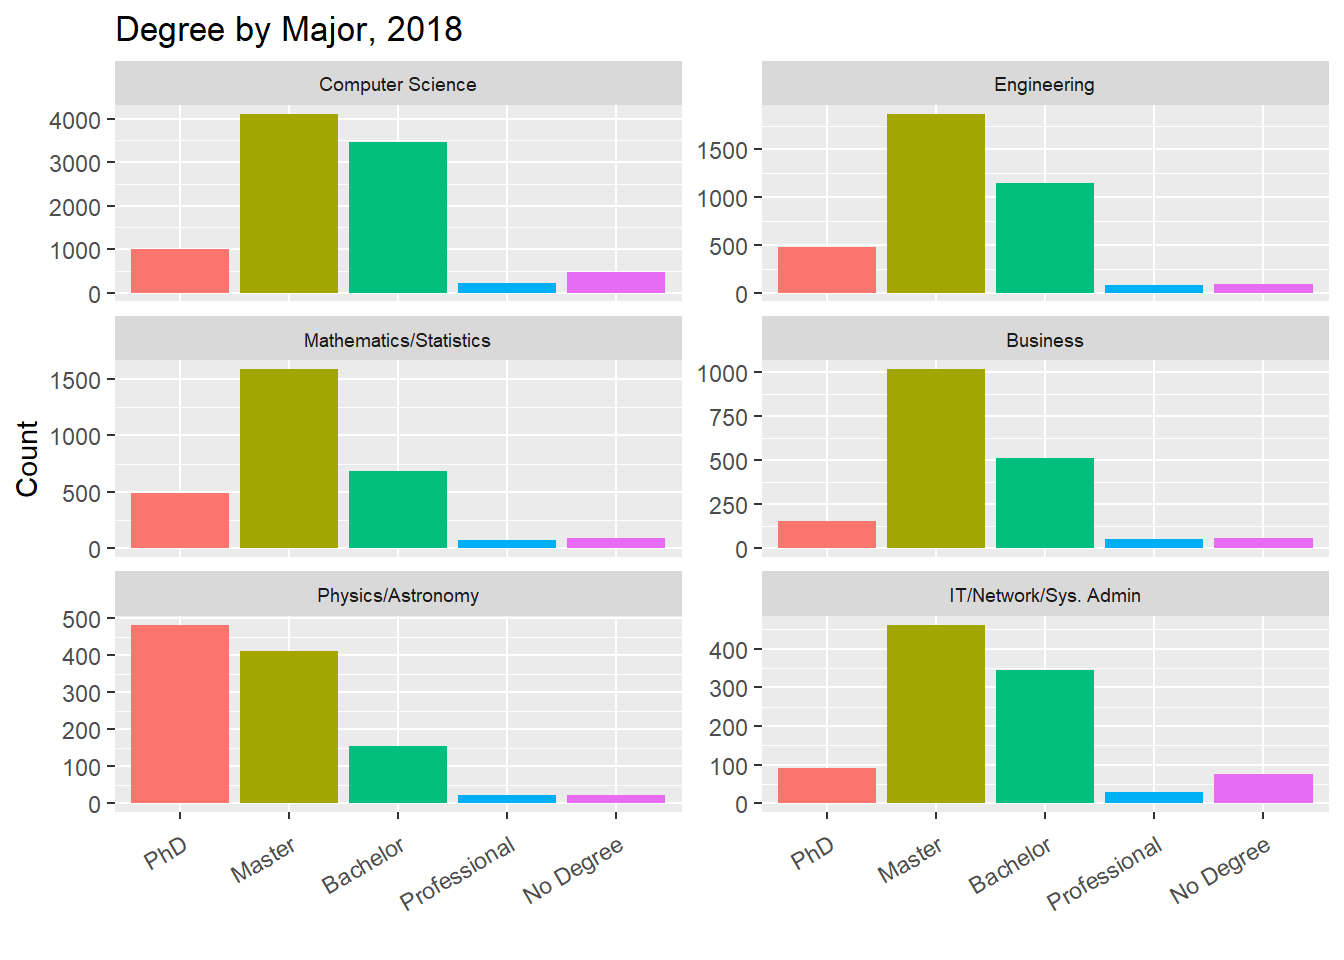 Degree by Major, 2018
Computer Science
4000
3000
2000
1000
0
Engineering
1500
1000
500
0
Count
Mathematics/Statistics
1500
1000
500
0
Business
1000
750
500
250
0
Physics/Astronomy
500
400
300
200
100
0
IT/Network/Sys. Admin
400
300
200
100
0
PhD
Master
Bachelor
Professional
No Degree
PhD
Master
Bachelor
Professional
No Degree